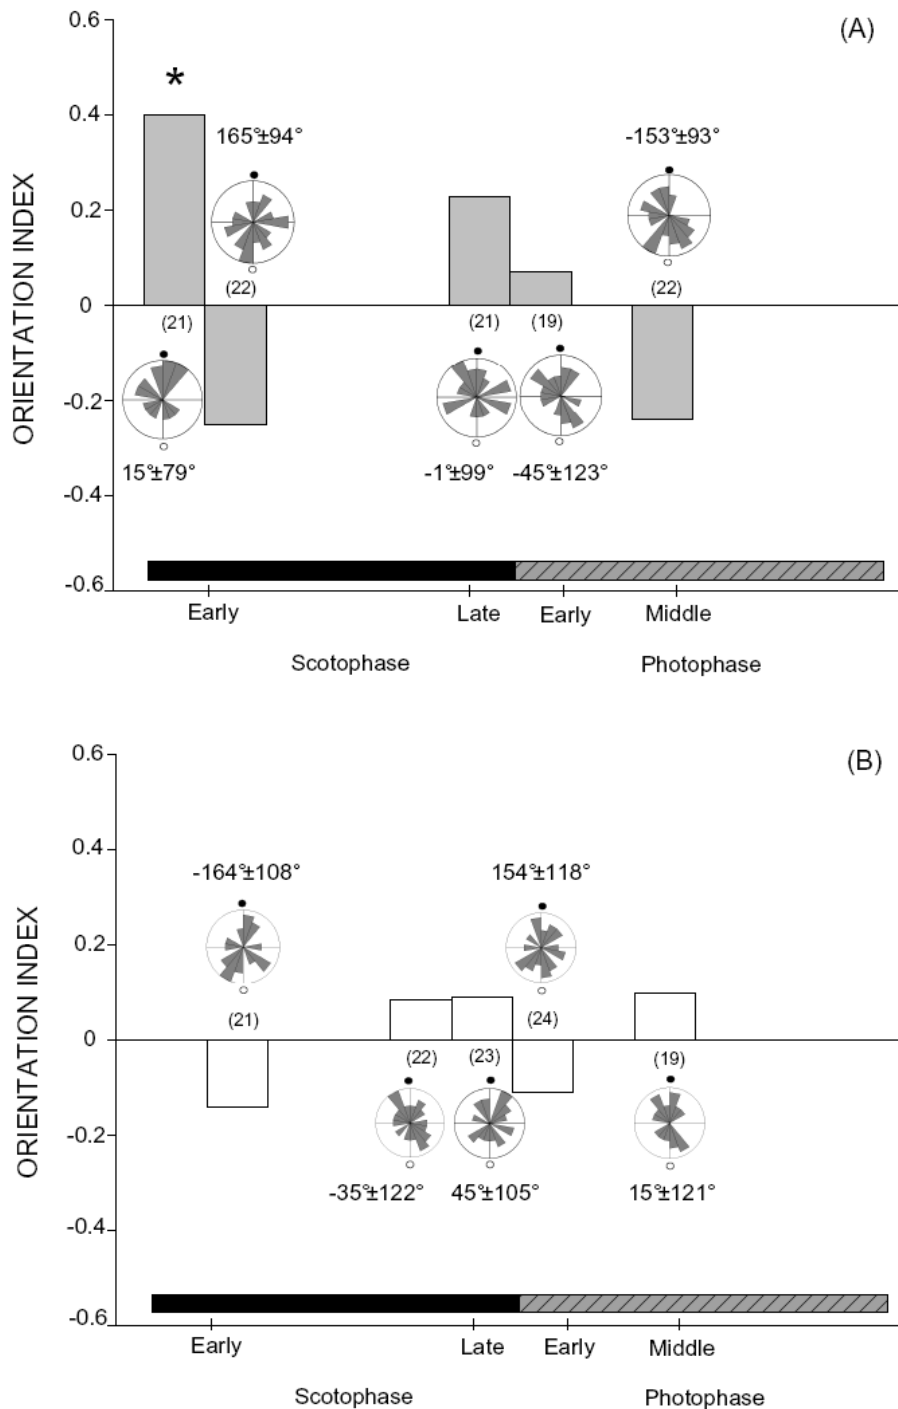 (A)
0.6
0.4
0.2
0
-0.2
-0.4
-0.6
ORIENTATION INDEX
*
165°±94°
-153°±93°
(22)
(22)
(21)
(21)
(19)
15°±79°
-1°±99°
-45°±123°
Early
Late
Early
Middle
Scotophase
Photophase
(B)
0.6
0.4
0.2
0
-0.2
-0.4
-0.6
ORIENTATION INDEX
-164°±108°
154°±118°
(21)
(24)
(22)
(23)
(19)
-35°±122°
45°±105°
15°±121°
Early
Late
Early
Middle
Scotophase
Photophase